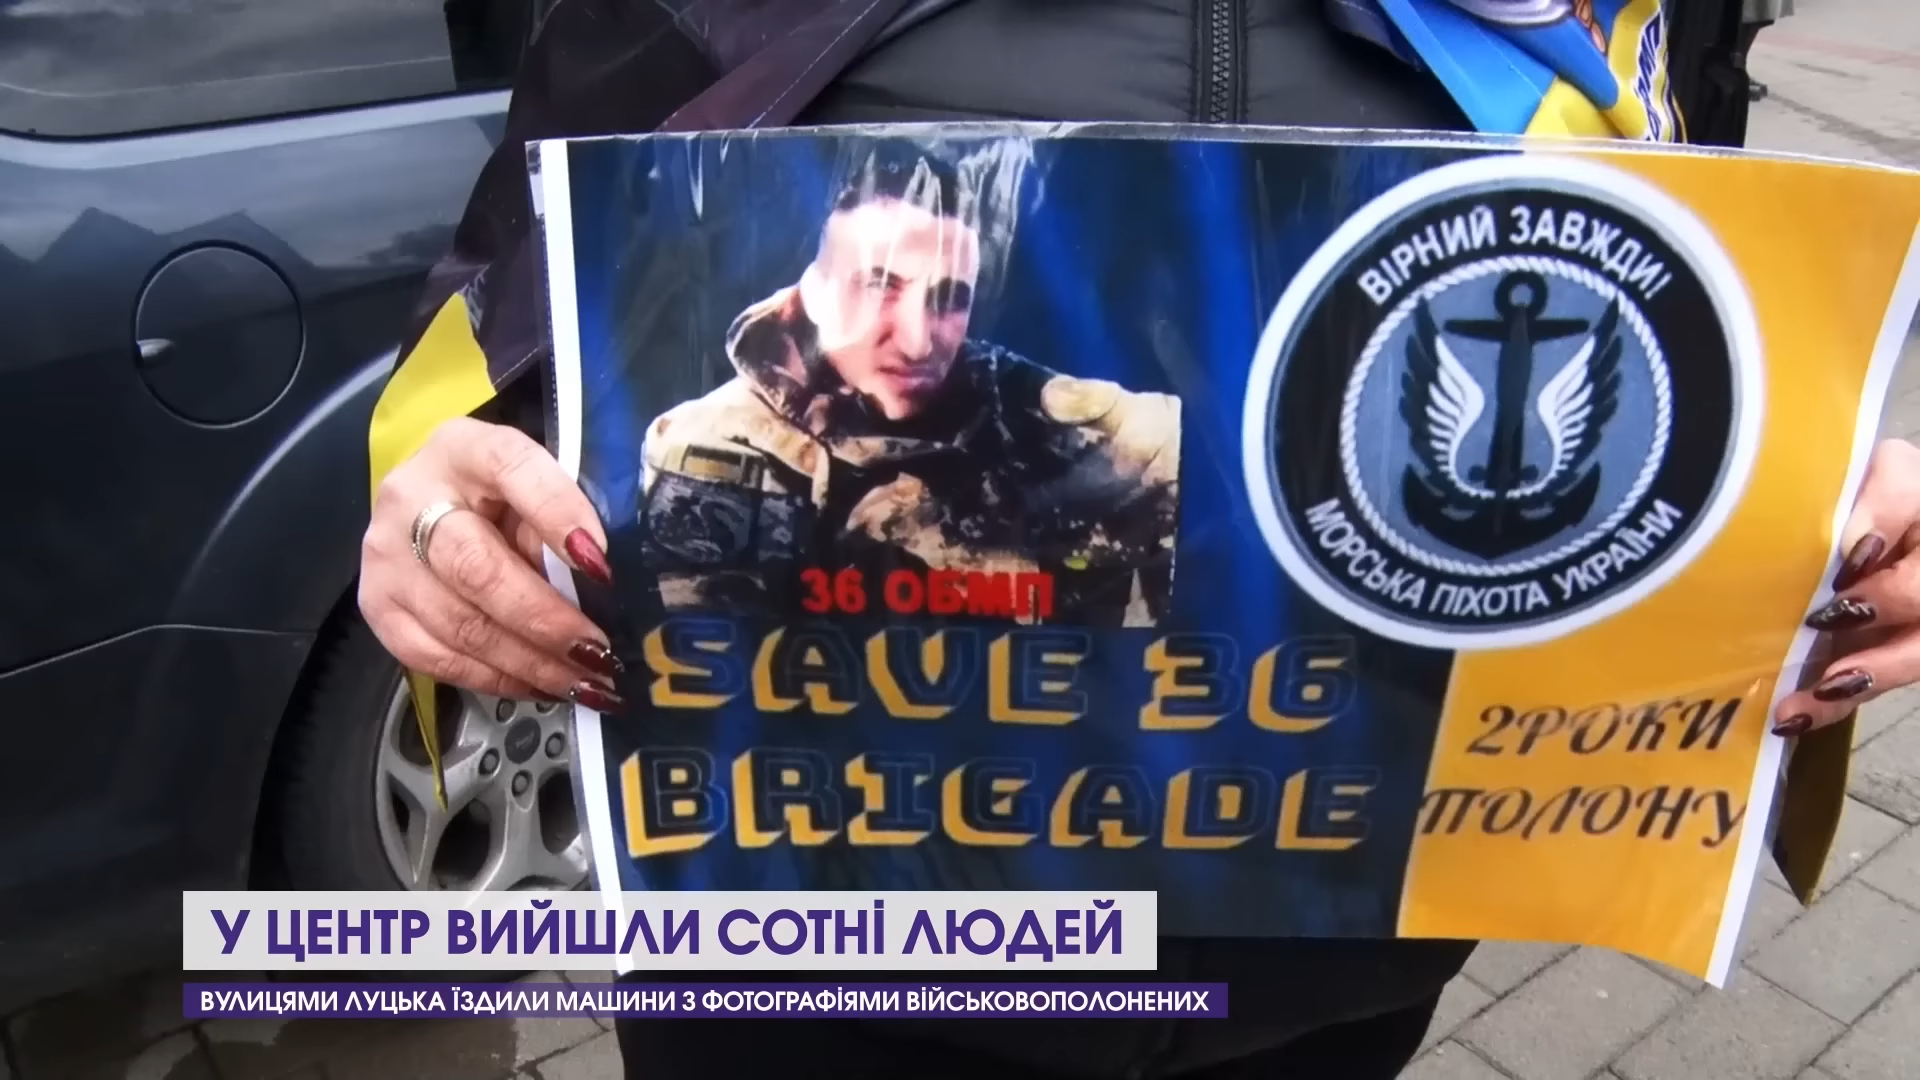 ВІРНИЙ ЗАВЖДИ!
МОРСЬКА ПІХОТА УКРАЇНИ
36 ОБМП
SAVE 36
BRIGADE
2РОКИ
ПОЛОНУ
У ЦЕНТР ВИЙШЛИ СОТНІ ЛЮДЕЙ
ВУЛИЦЯМИ ЛУЦЬКА ЇЗДИЛИ МАШИНИ З ФОТОГРАФІЯМИ ВІЙСЬКОВОПОЛОНЕНИХ